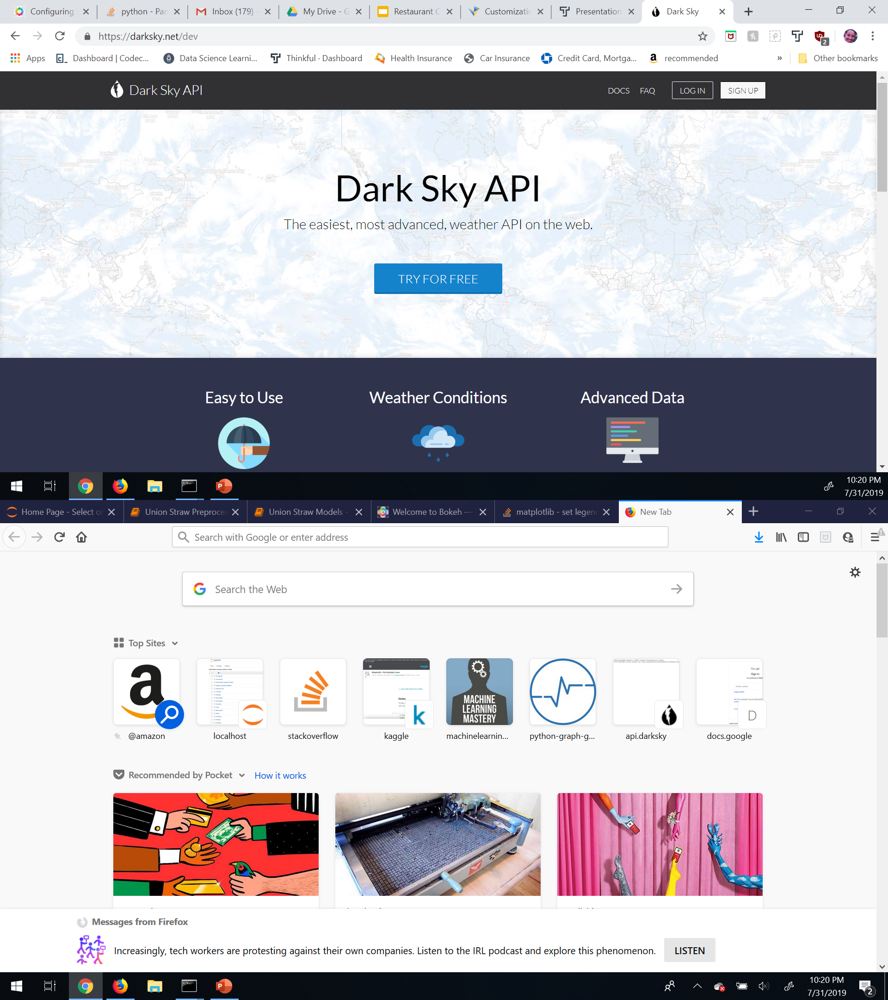 Configuring
python - Pan
Inbox (179) -
My Drive - G
Restaurant C
Customizatio
Presentation
Dark Sky
https://darksky.net/dev
2
Apps
Dashboard | Codec...
Data Science Learni...
Thinkful · Dashboard
Health Insurance
Car Insurance
Credit Card, Mortga...
recommended
»
Other bookmarks
Dark Sky API
DOCS
FAQ
LOG IN
SIGN UP
Dark Sky API
The easiest, most advanced, weather API on the web.
TRY FOR FREE
Easy to Use
Weather Conditions
Advanced Data
10:20 PM
7/31/2019
Home Page - Select or
Union Straw Preproces
Union Straw Models -
Welcome to Bokeh —
matplotlib - set legend
New Tab
Search with Google or enter address
Search the Web
Top Sites
MACHINE
LEARNING
MASTERY
k
D
@amazon
localhost
stackoverflow
kaggle
machinelearnin...
python-graph-g...
api.darksky
docs.google
Recommended by Pocket
How it works
Messages from Firefox
Increasingly, tech workers are protesting against their own companies. Listen to the IRL podcast and explore this phenomenon.
LISTEN
10:20 PM
7/31/2019
2